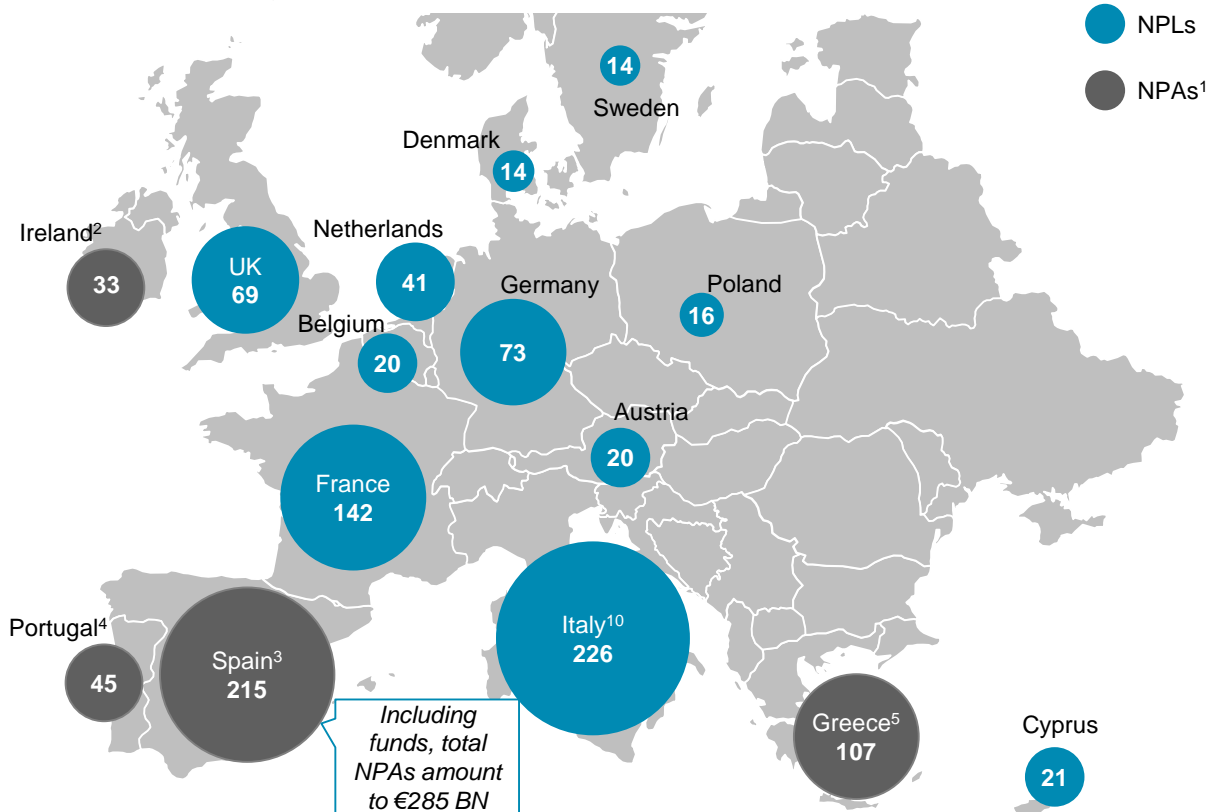 NPLs
NPAs¹
14
Sweden
Denmark
14
Ireland²
33
UK
69
Netherlands
41
Germany
73
Poland
16
Belgium
20
Austria
20
France
142
Portugal⁴
45
Spain³
215
Including
funds, total
NPAs amount
to €285 BN
Italy¹⁰
226
Greece⁵
107
Cyprus
21